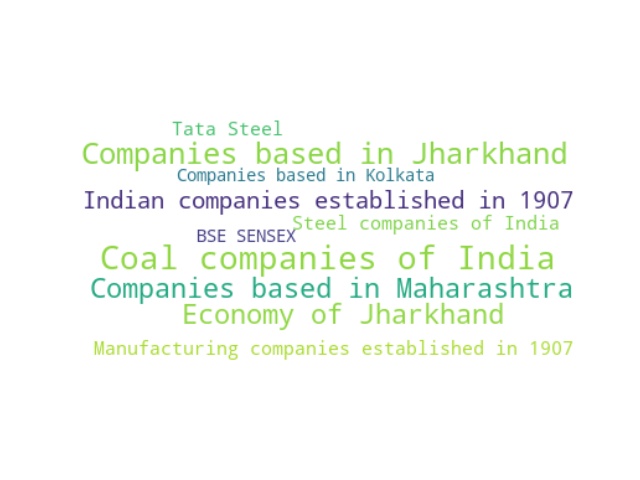 Tata Steel
Companies based in Jharkhand
Companies based in Kolkata
Indian companies established in 1907
Steel companies of India
BSE SENSEX
Coal companies of India
Companies based in Maharashtra
Economy of Jharkhand
Manufacturing companies established in 1907